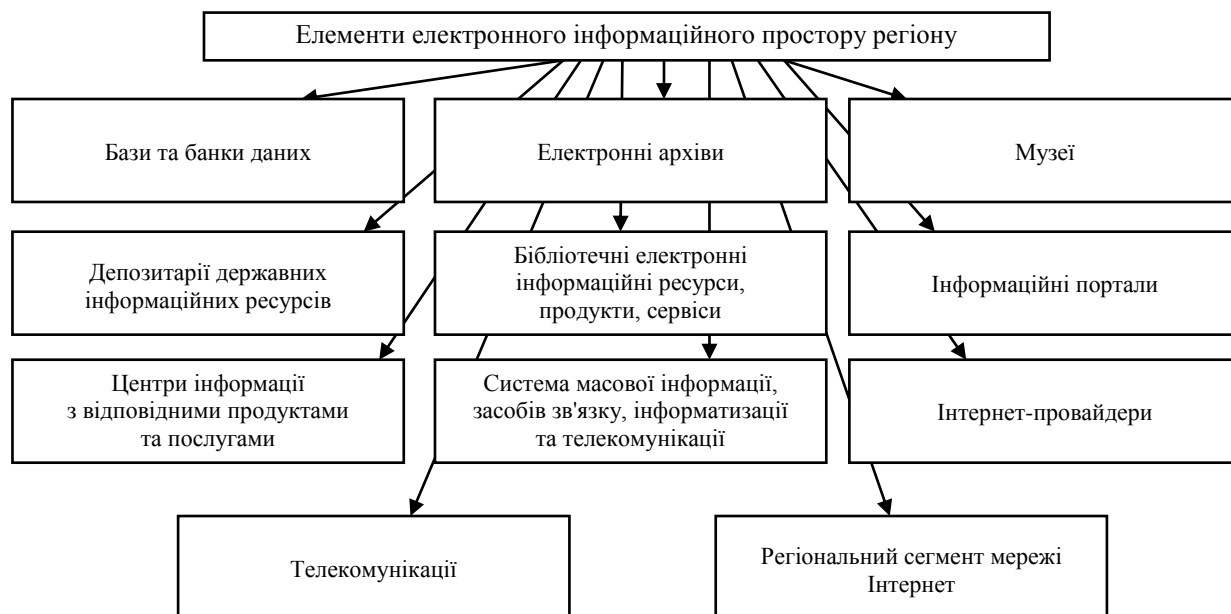 Елементи електронного інформаційного простору регіону
Бази та банки даних
Електронні архіви
Музеї
Депозитарії державних
інформаційних ресурсів
Бібліотечні електронні
інформаційні ресурси,
продукти, сервіси
Інформаційні портали
Центри інформації
з відповідними продуктами
та послугами
Система масової інформації,
засобів зв'язку, інформатизації
та телекомунікації
Інтернет-провайдери
Телекомунікації
Регіональний сегмент мережі
Інтернет